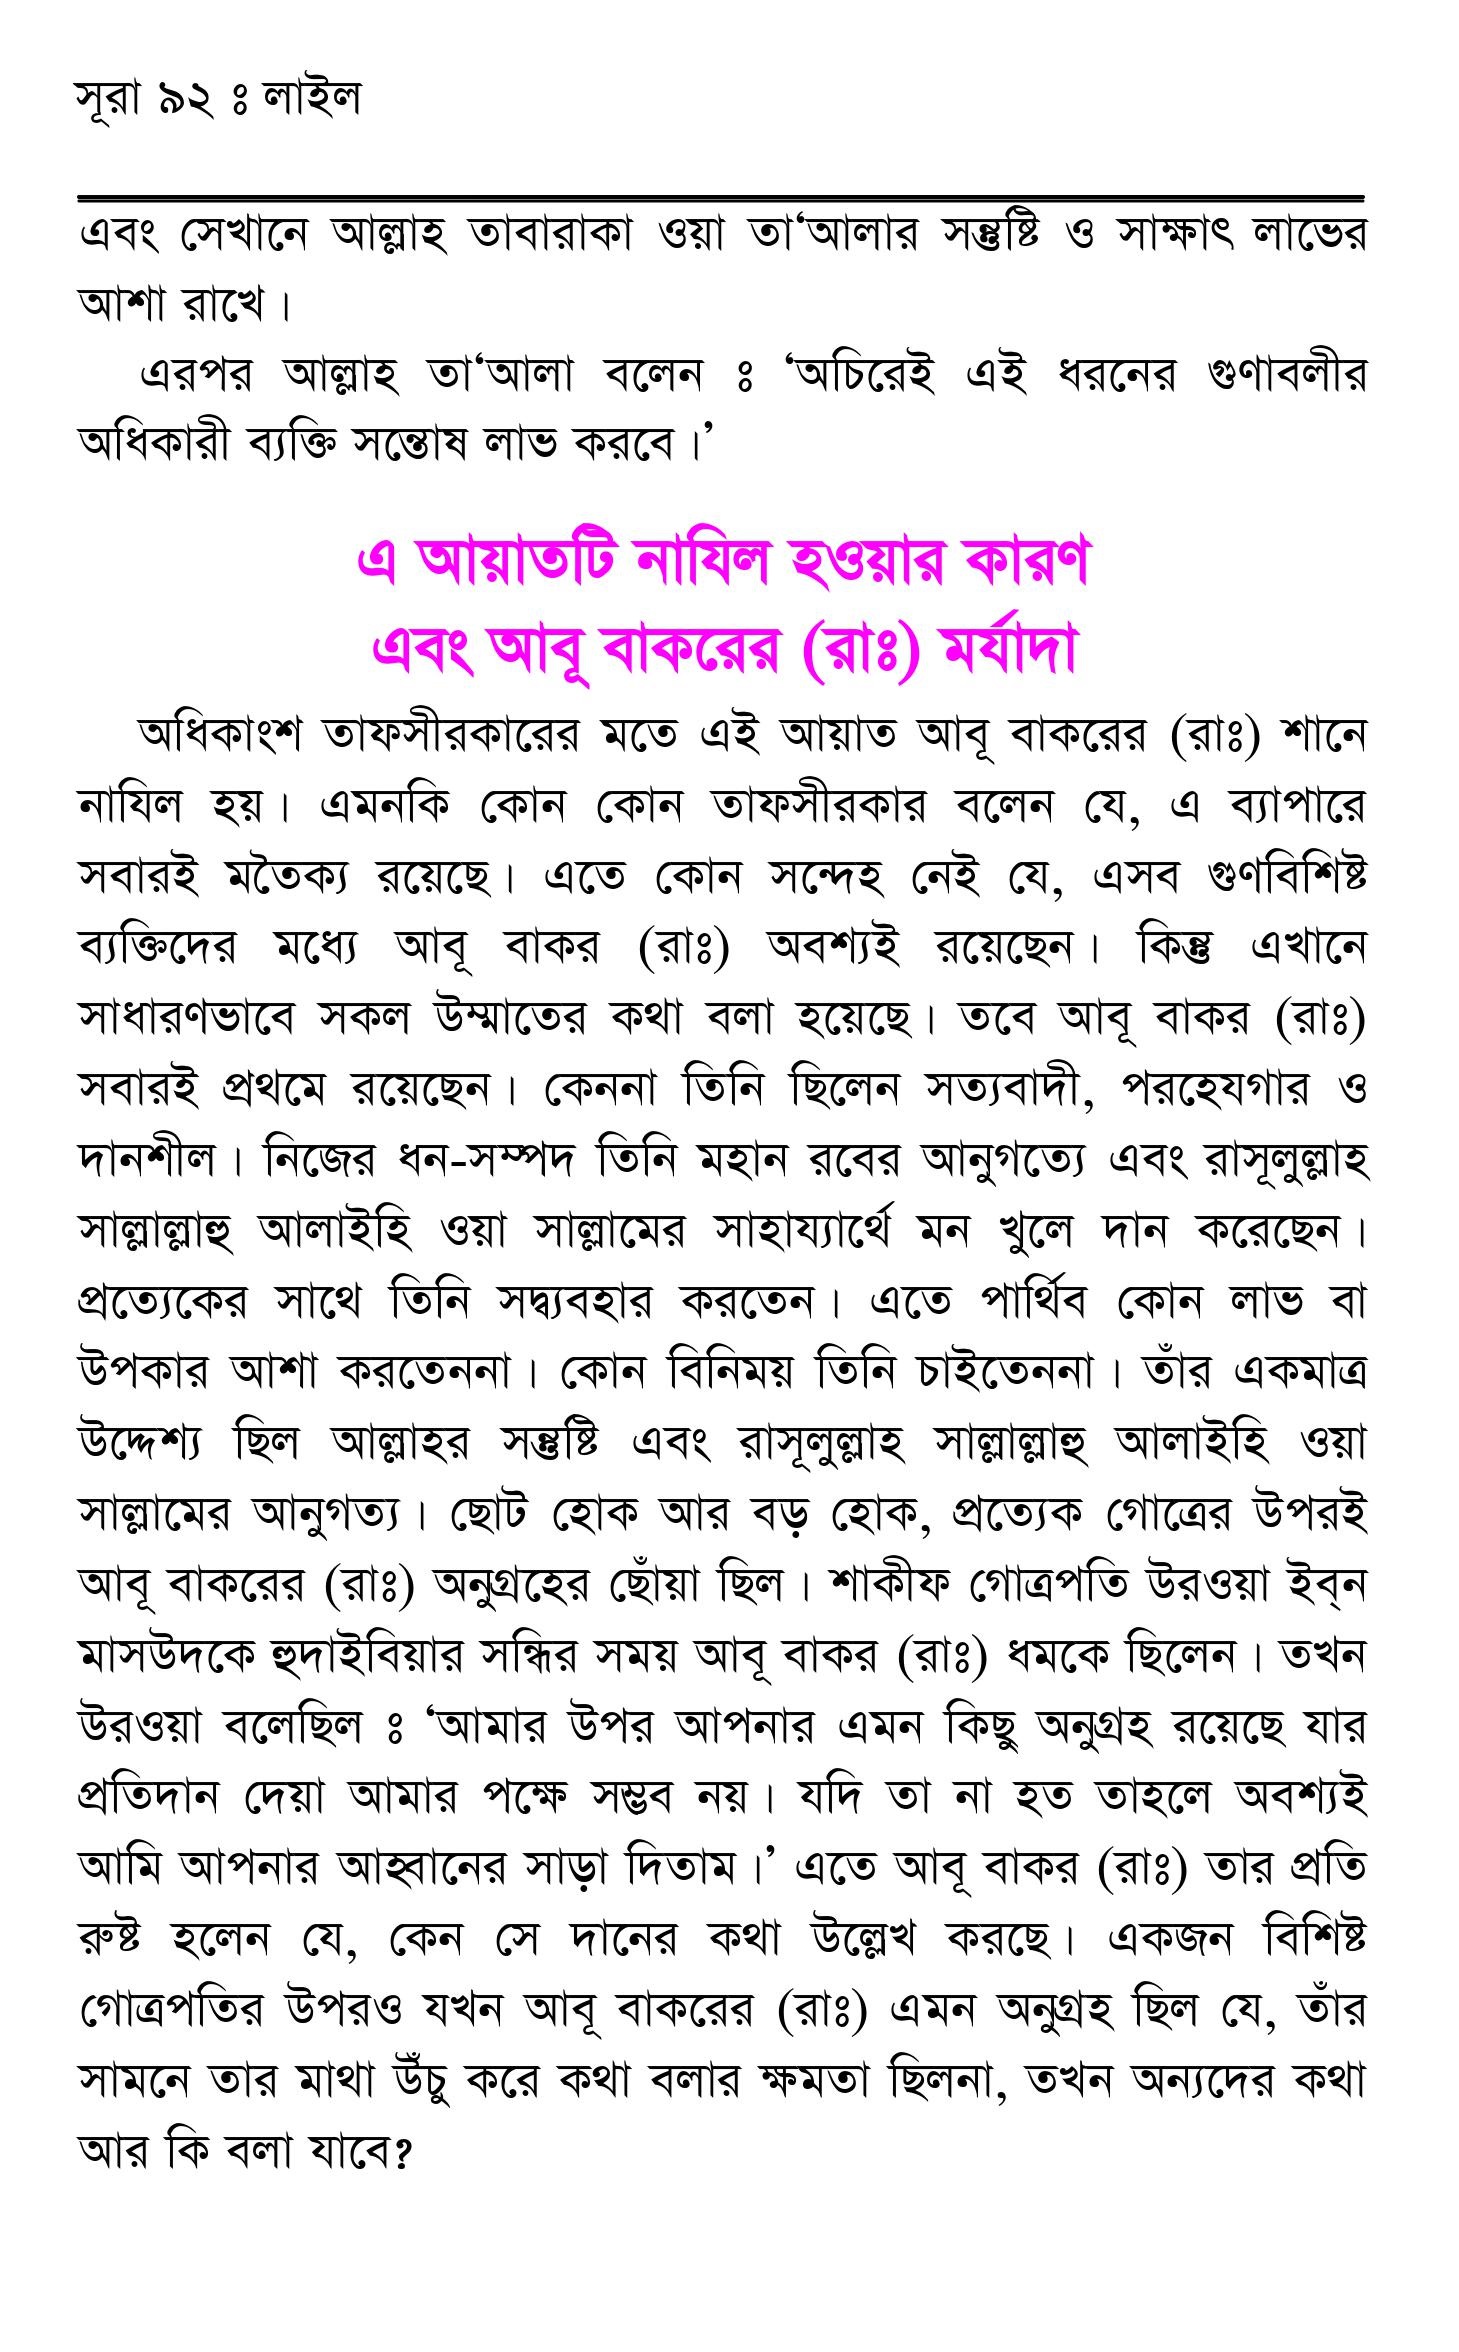 সূরা ৯২ ঃ লাইল
এবং সেখানে আল্লাহ তাবারাকা ওয়া তা‘আলার সন্তুষ্টি ও সাক্ষাৎ লাভের
আশা রাখে।
এরপর আল্লাহ তা‘আলা বলেন ঃ ‘অচিরেই এই ধরনের গুণাবলীর
অধিকারী ব্যক্তি সন্তোষ লাভ করবে।’
এ আয়াতটি নাযিল হওয়ার কারণ
এবং আবূ বাকরের (রাঃ) মর্যাদা
অধিকাংশ তাফসীরকারের মতে এই আয়াত আবূ বাকরের (রাঃ) শানে
নাযিল হয়। এমনকি কোন কোন তাফসীরকার বলেন যে, এ ব্যাপারে
সবারই মতৈক্য রয়েছে। এতে কোন সন্দেহ নেই যে, এসব গুণবিশিষ্ট
ব্যক্তিদের মধ্যে আবূ বাকর (রাঃ) অবশ্যই রয়েছেন। কিন্তু এখানে
সাধারণভাবে সকল উম্মাতের কথা বলা হয়েছে। তবে আবূ বাকর (রাঃ)
সবারই প্রথমে রয়েছেন। কেননা তিনি ছিলেন সত্যবাদী, পরহেযগার ও
দানশীল। নিজের ধন-সম্পদ তিনি মহান রবের আনুগত্যে এবং রাসূলুল্লাহ
সাল্লাল্লাহু আলাইহি ওয়া সাল্লামের সাহায্যার্থে মন খুলে দান করেছেন।
প্রত্যেকের সাথে তিনি সদ্ব্যবহার করতেন। এতে পার্থিব কোন লাভ বা
উপকার আশা করতেননা। কোন বিনিময় তিনি চাইতেননা। তাঁর একমাত্র
উদ্দেশ্য ছিল আল্লাহর সন্তুষ্টি এবং রাসূলুল্লাহ সাল্লাল্লাহু আলাইহি ওয়া
সাল্লামের আনুগত্য। ছোট হোক আর বড় হোক, প্রত্যেক গোত্রের উপরই
আবূ বাকরের (রাঃ) অনুগ্রহের ছোঁয়া ছিল। শাকীফ গোত্রপতি উরওয়া ইব্‌ন
মাসউদকে হুদাইবিয়ার সন্ধির সময় আবূ বাকর (রাঃ) ধমকে ছিলেন। তখন
উরওয়া বলেছিল ঃ ‘আমার উপর আপনার এমন কিছু অনুগ্রহ রয়েছে যার
প্রতিদান দেয়া আমার পক্ষে সম্ভব নয়। যদি তা না হত তাহলে অবশ্যই
আমি আপনার আহ্বানের সাড়া দিতাম।’ এতে আবূ বাকর (রাঃ) তার প্রতি
রুষ্ট হলেন যে, কেন সে দানের কথা উল্লেখ করছে। একজন বিশিষ্ট
গোত্রপতির উপরও যখন আবূ বাকরের (রাঃ) এমন অনুগ্রহ ছিল যে, তাঁর
সামনে তার মাথা উঁচু করে কথা বলার ক্ষমতা ছিলনা, তখন অন্যদের কথা
আর কি বলা যাবে?